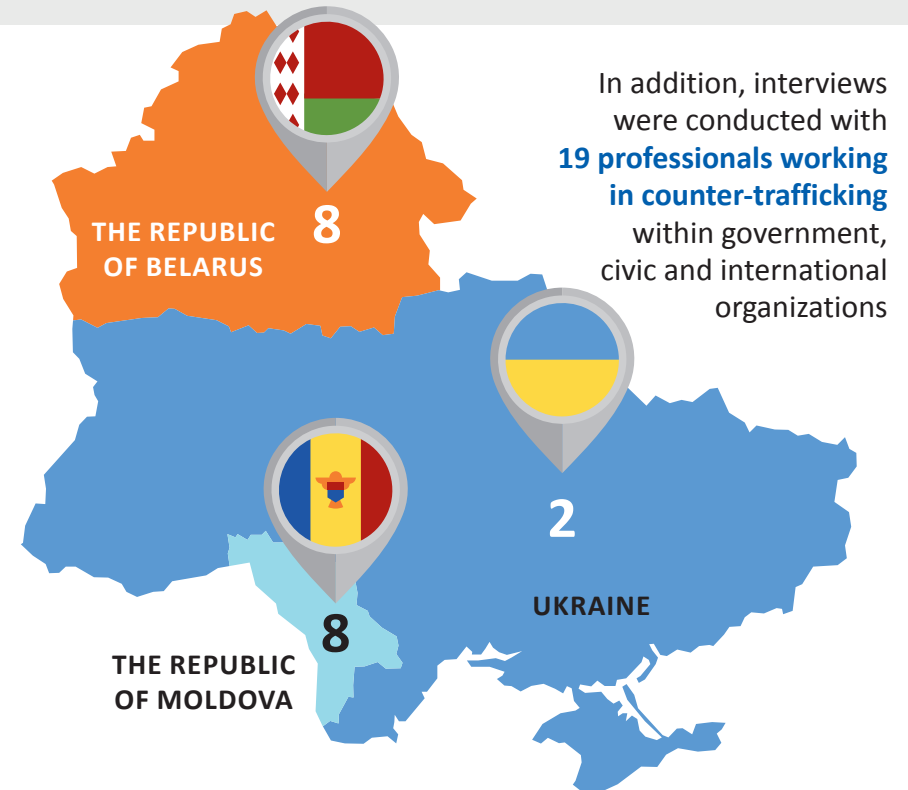 In addition, interviews
were conducted with
19 professionals working
in counter-trafficking
within government,
civic and international
organizations
THE REPUBLIC
OF BELARUS
8
2
UKRAINE
8
THE REPUBLIC
OF MOLDOVA